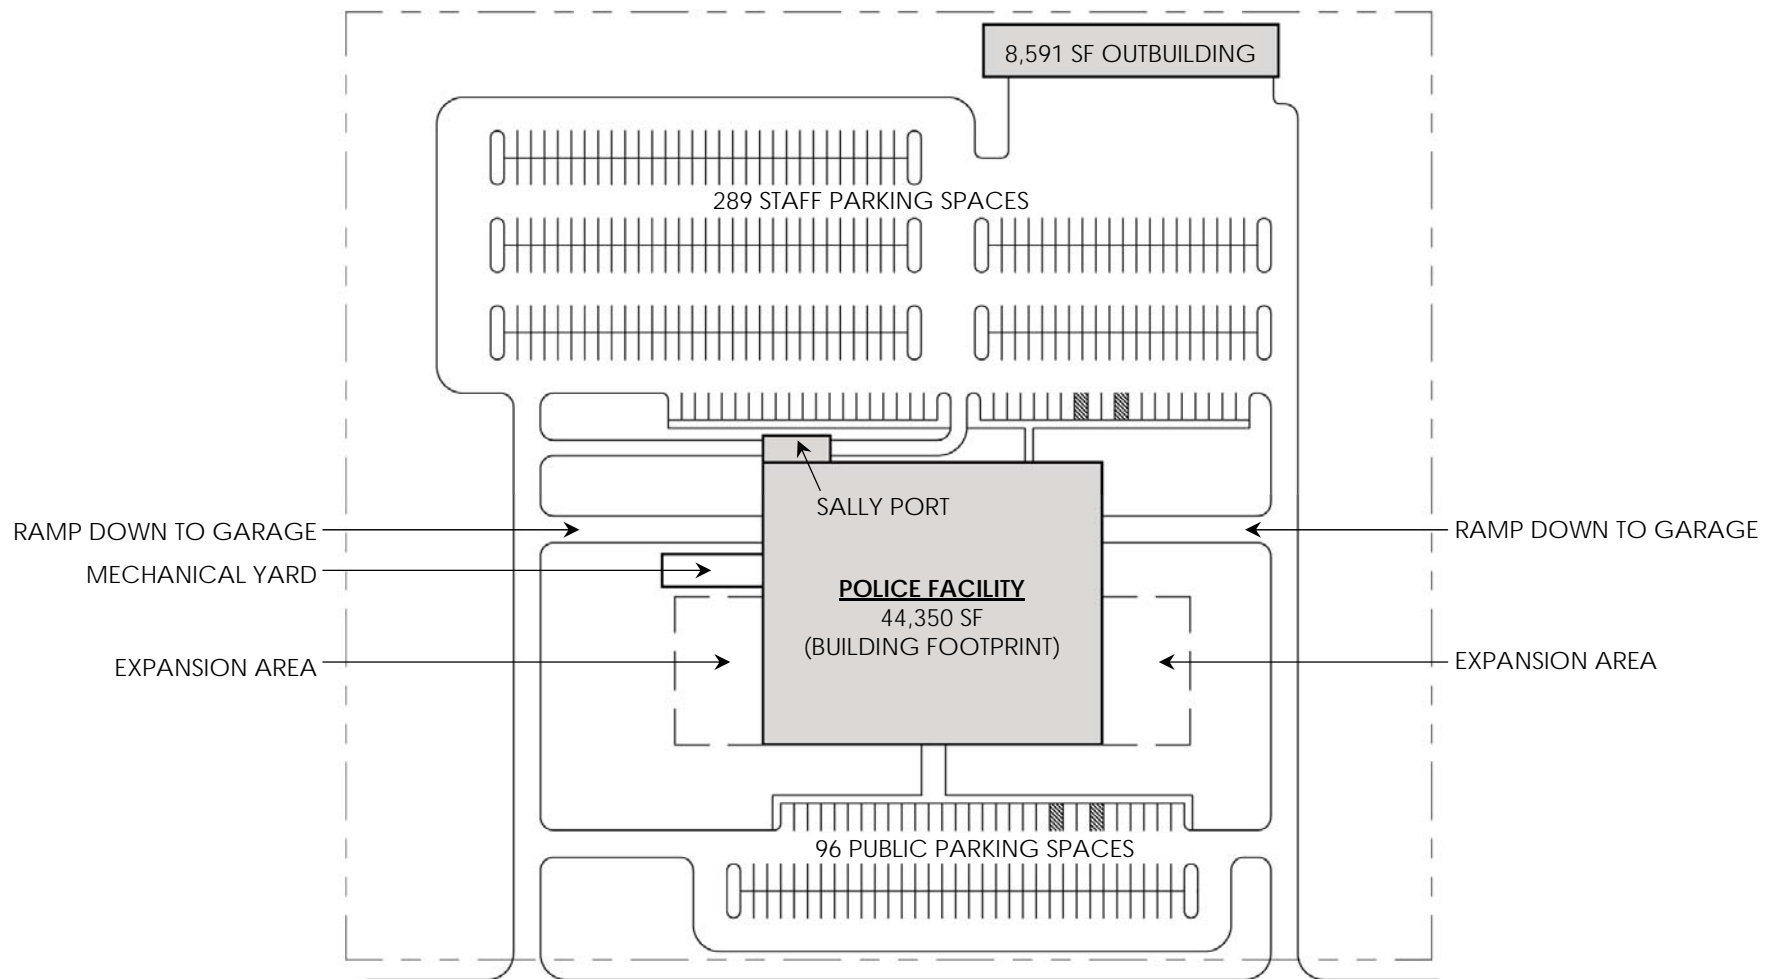 8,591 SF OUTBUILDING
289 STAFF PARKING SPACES
SALLY PORT
RAMP DOWN TO GARAGE
RAMP DOWN TO GARAGE
MECHANICAL YARD
POLICE FACILITY
44,350 SF
(BUILDING FOOTPRINT)
EXPANSION AREA
EXPANSION AREA
96 PUBLIC PARKING SPACES